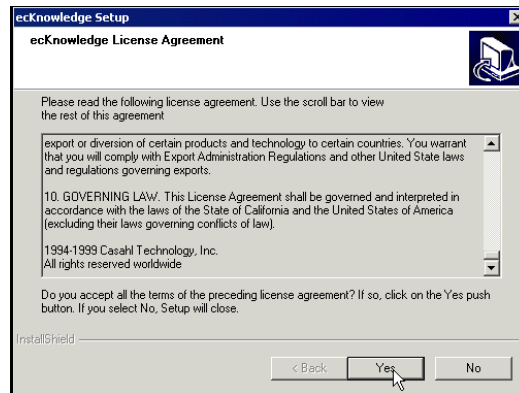 ecKnowledge Setup
ecKnowledge License Agreement
Please read the following license agreement. Use the scroll bar to view
the rest of this agreement
export or diversion of certain products and technology to certain countries. You warrant
that you will comply with Export Administration Regulations and other United State laws
and regulations governing exports.
10. GOVERNING LAW. This License Agreement shall be governed and interpreted in
accordance with the laws of the State of California and the United States of America
(excluding their laws governing conflicts of law).
1994-1999 Casahl Technology, Inc.
All rights reserved worldwide
Do you accept all the terms of the preceding license agreement? If so, click on the Yes push
button. If you select No, Setup will close.
InstallShield
< Back
Yes
No